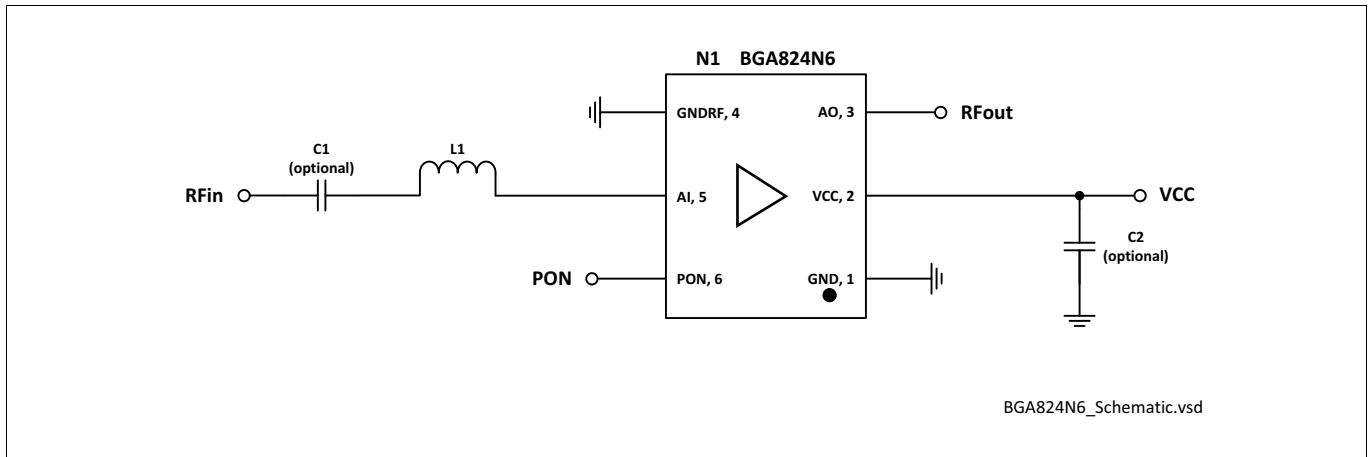 N1 BGA824N6
GNDRF, 4
AO, 3
RFout
C1
(optional)
L1
RFin
AI, 5
VCC, 2
VCC
C2
(optional)
PON
PON, 6
GND, 1
BGA824N6_Schematic.vsd